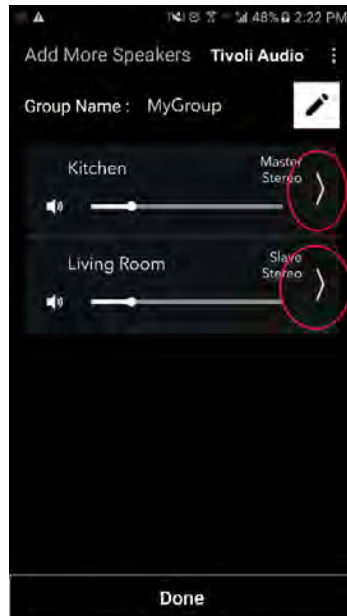 48% 2:22 PM
Add More Speakers Tivoli Audio
Group Name : MyGroup
Kitchen
Master
Stereo
Living Room
Slave
Stereo
Done